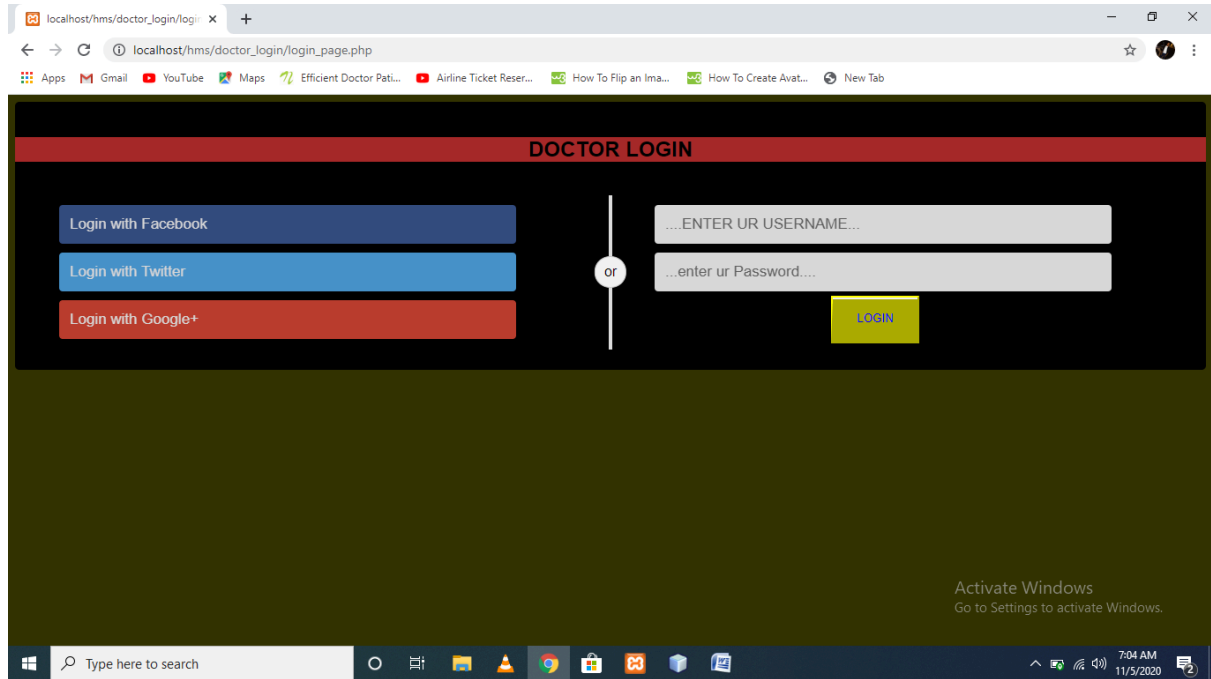 localhost/hms/doctor_login/login
localhost/hms/doctor_login/login_page.php
Apps Gmail YouTube Maps Efficient Doctor Pati... Airline Ticket Reser... How To Flip an Ima... How To Create Avat... New Tab
DOCTOR LOGIN
Login with Facebook
Login with Twitter
Login with Google+
or
....ENTER UR USERNAME...
...enter ur Password....
LOGIN
Activate Windows
Go to Settings to activate Windows.
Type here to search
7:04 AM
11/5/2020
2